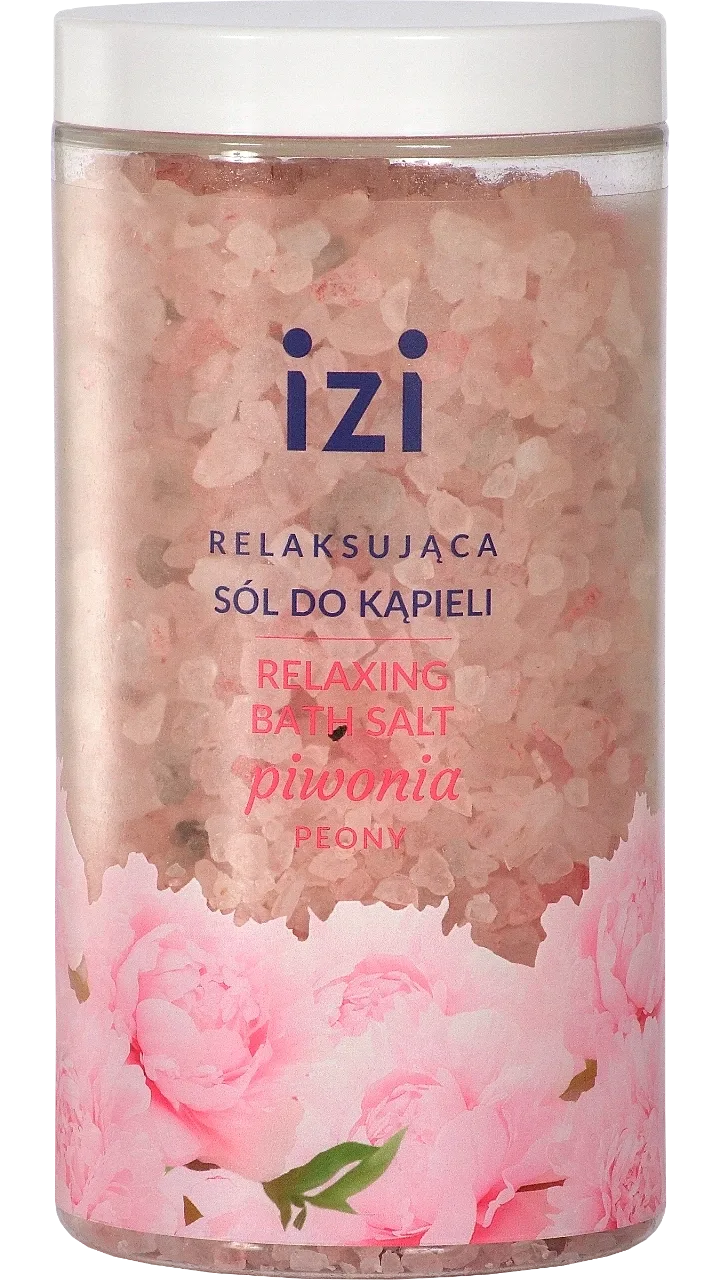 izi
RELAKSUJĄCA
SÓL DO KĄPIELI
RELAXING
BATH SALT
piwonia
PEONY